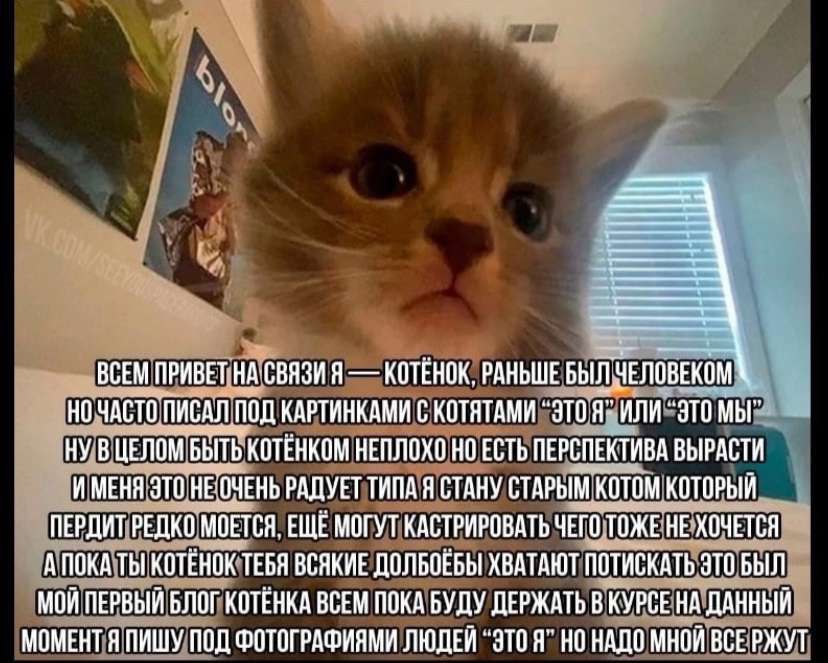 blon
VK.COM/
ВСЕМ ПРИВЕТ НА СВЯЗИ Я — КОТЁНОК, РАНЬШЕ БЫЛ ЧЕЛОВЕКОМ
НО ЧАСТО ПИСАЛ ПОД КАРТИНКАМИ С КОТЯТАМИ “ЭТО Я” ИЛИ “ЭТО МЫ”
НУ В ЦЕЛОМ БЫТЬ КОТЁНКОМ НЕПЛОХО НО ЕСТЬ ПЕРСПЕКТИВА ВЫРАСТИ
И МЕНЯ ЭТО НЕ ОЧЕНЬ РАДУЕТ ТИПА Я СТАНУ СТАРЫМ КОТОМ КОТОРЫЙ
ПЕРДИТ РЕДКО МОЕТСЯ, ЕЩЁ МОГУТ КАСТРИРОВАТЬ ЧЕГО ТОЖЕ НЕ ХОЧЕТСЯ
А ПОКА ТЫ КОТЁНОК ТЕБЯ ВСЯКИЕ ДОЛБОЁБЫ ХВАТАЮТ ПОТИСКАТЬ ЭТО БЫЛ
МОЙ ПЕРВЫЙ БЛОГ КОТЁНКА ВСЕМ ПОКА БУДУ ДЕРЖАТЬ В КУРСЕ НА ДАННЫЙ
МОМЕНТ Я ПИШУ ПОД ФОТОГРАФИЯМИ ЛЮДЕЙ “ЭТО Я” НО НАДО МНОЙ ВСЕ РЖУТ